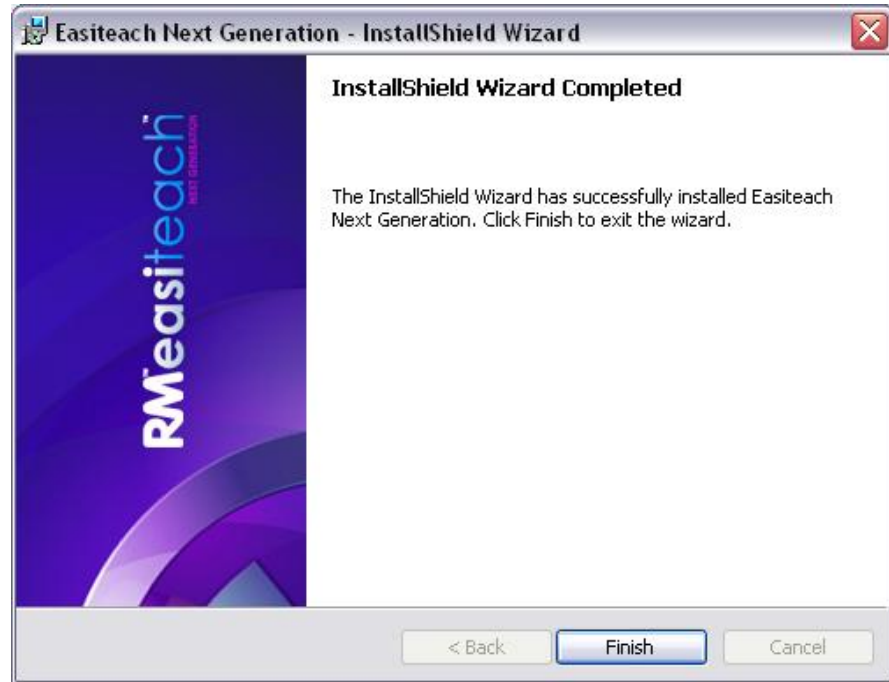 Easiteach Next Generation - InstallShield Wizard
InstallShield Wizard Completed
The InstallShield Wizard has successfully installed Easiteach
Next Generation. Click Finish to exit the wizard.
RM™easiteach™
NEXT GENERATION
< Back
Finish
Cancel